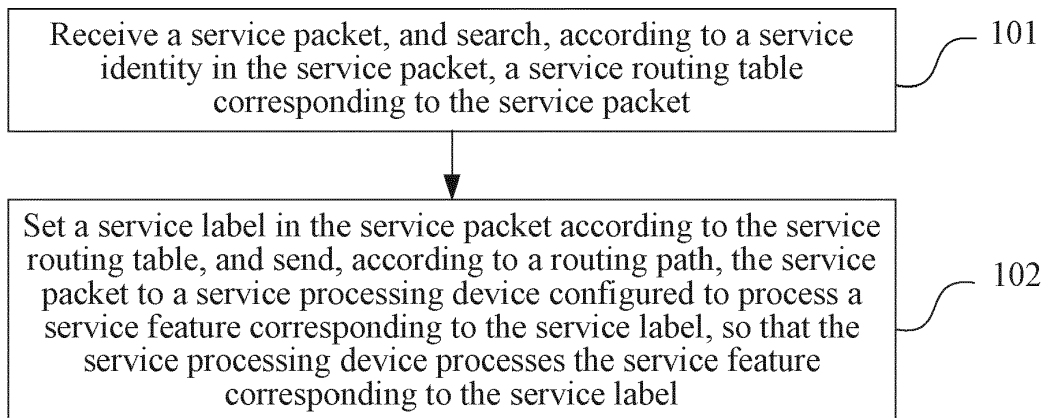 Receive a service packet, and search, according to a service
identity in the service packet, a service routing table
corresponding to the service packet
101
Set a service label in the service packet according to the service
routing table, and send, according to a routing path, the service
packet to a service processing device configured to process a
service feature corresponding to the service label, so that the
service processing device processes the service feature
corresponding to the service label
102